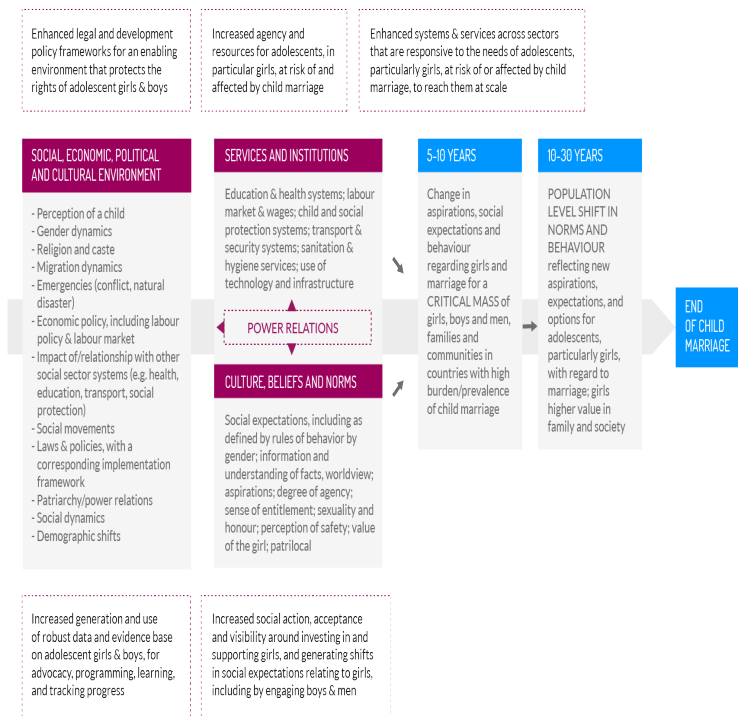 Enhanced legal and development
policy frameworks for an enabling
environment that protects the
rights of adolescent girls & boys
Increased agency and
resources for adolescents, in
particular girls, at risk of and
affected by child marriage
Enhanced systems & services across sectors
that are responsive to the needs of adolescents,
particularly girls, at risk of or affected by child
marriage, to reach them at scale
SOCIAL, ECONOMIC, POLITICAL
AND CULTURAL ENVIRONMENT
- Perception of a child
- Gender dynamics
- Religion and caste
- Migration dynamics
- Emergencies (conflict, natural
disaster)
- Economic policy, including labour
policy & labour market
- Impact of/relationship with other
social sector systems (e.g. health,
education, transport, social
protection)
- Social movements
- Laws & policies, with a
corresponding implementation
framework
- Patriarchy/power relations
- Social dynamics
- Demographic shifts
SERVICES AND INSTITUTIONS
Education & health systems; labour
market & wages; child and social
protection systems; transport &
security systems; sanitation &
hygiene services; use of
technology and infrastructure
POWER RELATIONS
CULTURE, BELIEFS AND NORMS
Social expectations, including as
defined by rules of behavior by
gender; information and
understanding of facts, worldview;
aspirations; degree of agency;
sense of entitlement; sexuality and
honour; perception of safety; value
of the girl; patrilocal
5-10 YEARS
Change in
aspirations, social
expectations and
behaviour
regarding girls and
marriage for a
CRITICAL MASS of
girls, boys and men,
families and
communities in
countries with high
burden/prevalence
of child marriage
10-30 YEARS
POPULATION
LEVEL SHIFT IN
NORMS AND
BEHAVIOUR
reflecting new
aspirations,
expectations, and
options for
adolescents,
particularly girls,
with regard to
marriage; girls
higher value in
family and society
END
OF CHILD
MARRIAGE
Increased generation and use
of robust data and evidence base
on adolescent girls & boys, for
advocacy, programming, learning,
and tracking progress
Increased social action, acceptance
and visibility around investing in and
supporting girls, and generating shifts
in social expectations relating to girls,
including by engaging boys & men